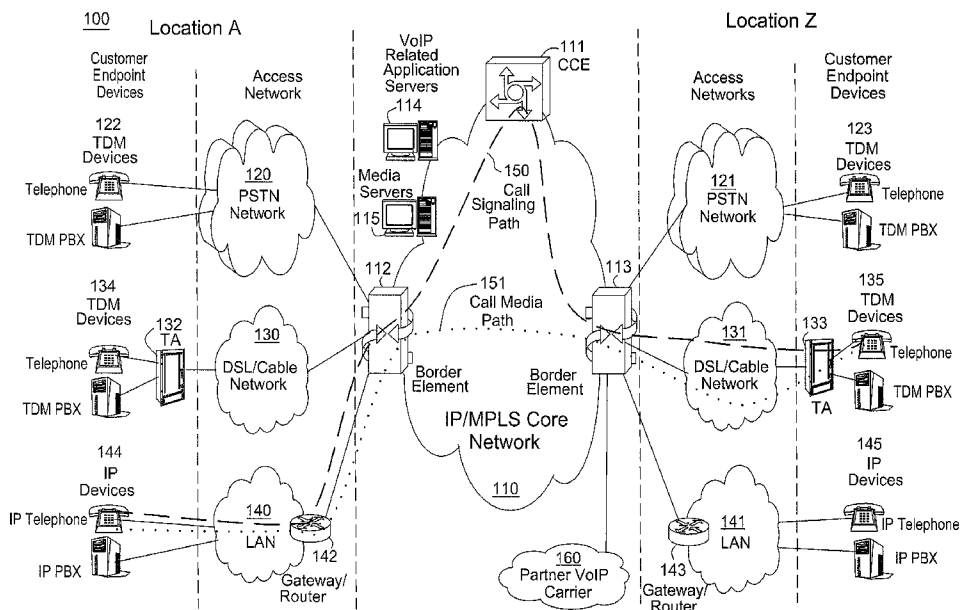 100
Location A
Location Z
Customer
Endpoint
Devices
Access
Network
VoIP
Related
Application
Servers
114
111
CCE
Access
Networks
Customer
Endpoint
Devices
122
TDM
Devices
Telephone
TDM PBX
120
PSTN
Network
Media
Servers
115
150
Call
Signaling
Path
121
PSTN
Network
123
TDM
Devices
Telephone
TDM PBX
112
113
151
Call Media
Path
134
TDM
Devices
132
TA
Telephone
TDM PBX
130
DSL/Cable
Network
Border
Element
Border
Element
131
DSL/Cable
Network
133
TA
135
TDM
Devices
Telephone
TDM PBX
IP/MPLS Core
Network
110
144
IP
Devices
IP Telephone
IP PBX
140
LAN
142
Gateway/
Router
160
Partner VoIP
Carrier
143
Gateway/
Router
141
LAN
145
IP
Devices
IP Telephone
IP PBX